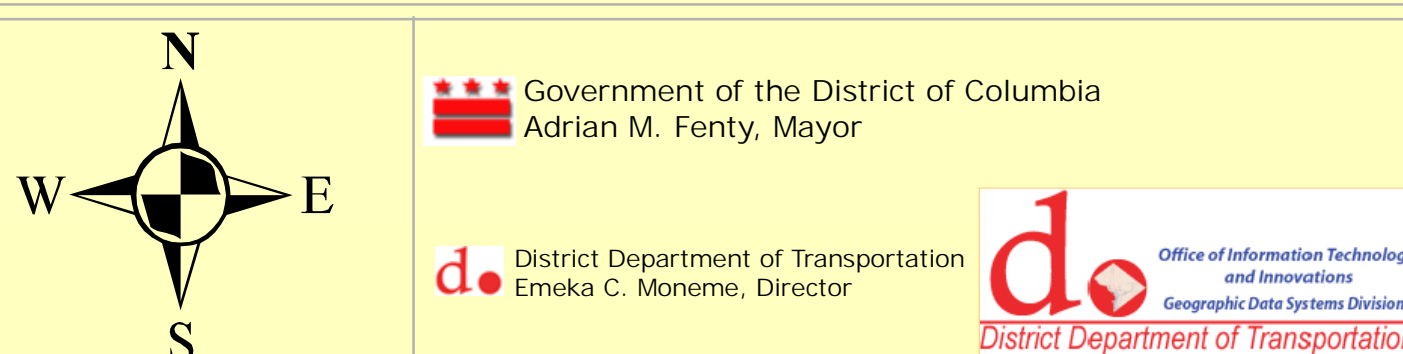 N
W
E
S
Government of the District of Columbia
Adrian M. Fenty, Mayor
d.
District Department of Transportation
Emeka C. Moneme, Director
d.
Office of Information Technolog
and Innovations
Geographic Data Systems Division
District Department of Transportation